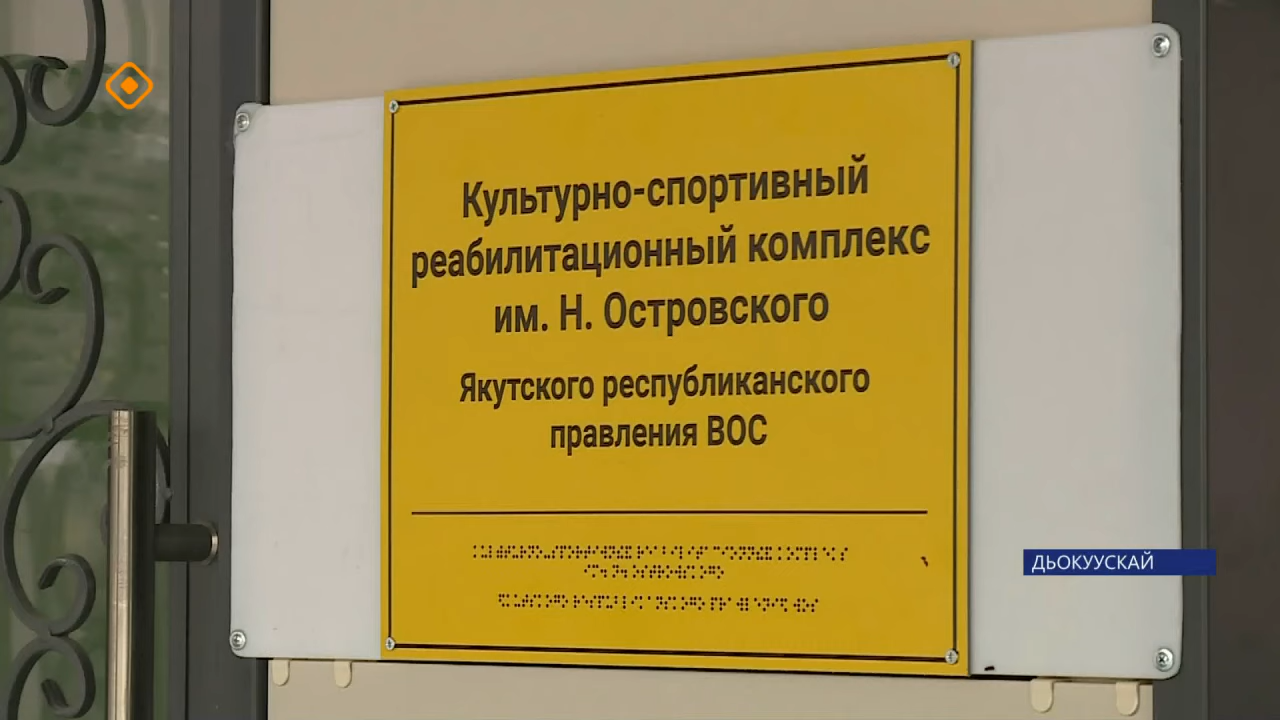 Культурно-спортивный
реабилитационный комплекс
им. Н. Островского
Якутского республиканского
правления ВОС
ДЬОКУУСКАЙ